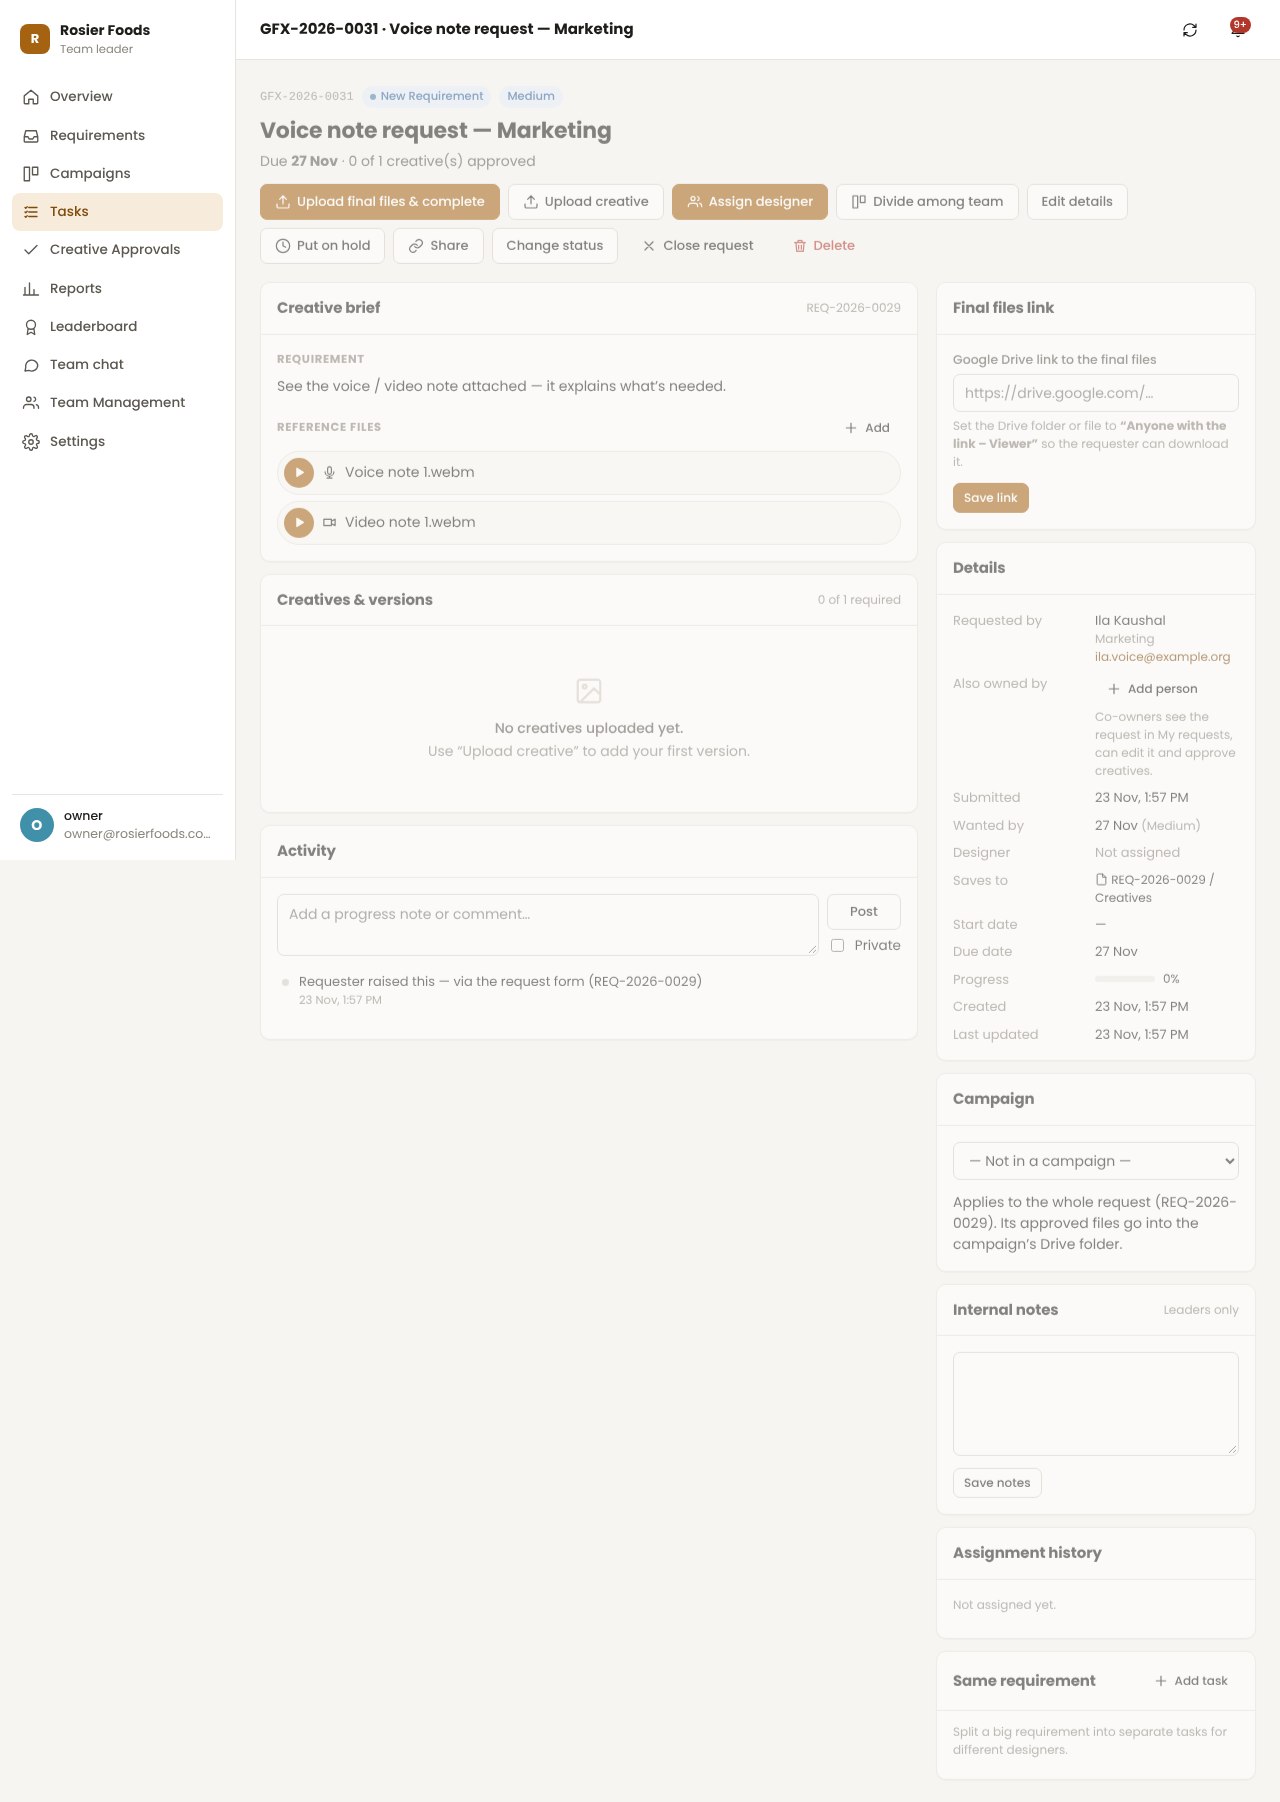 R
Rosier Foods
Team leader
Overview
Requirements
Campaigns
Tasks
Creative Approvals
Reports
Leaderboard
Team chat
Team Management
Settings
O
owner
owner@rosierfoods.co...
GFX-2026-0031 · Voice note request — Marketing
9+
GFX-2026-0031 New Requirement Medium
Voice note request — Marketing
Due 27 Nov · 0 of 1 creative(s) approved
Upload final files & complete Upload creative Assign designer Divide among team Edit details
Put on hold Share Change status Close request Delete
Creative brief REQ-2026-0029
REQUIREMENT
See the voice / video note attached — it explains what's needed.
REFERENCE FILES Add
Voice note 1.webm
Video note 1.webm
Creatives & versions 0 of 1 required
No creatives uploaded yet.
Use “Upload creative” to add your first version.
Activity
Add a progress note or comment...
Post
Private
Requester raised this — via the request form (REQ-2026-0029)
23 Nov, 1:57 PM
Final files link
Google Drive link to the final files
https://drive.google.com/...
Set the Drive folder or file to “Anyone with the
link – Viewer” so the requester can download
it.
Save link
Details
Requested by Ila Kaushal
Marketing
ila.voice@example.org
Also owned by Add person
Co-owners see the
request in My requests,
can edit it and approve
creatives.
Submitted 23 Nov, 1:57 PM
Wanted by 27 Nov (Medium)
Designer Not assigned
Saves to REQ-2026-0029 /
Creatives
Start date —
Due date 27 Nov
Progress 0%
Created 23 Nov, 1:57 PM
Last updated 23 Nov, 1:57 PM
Campaign
— Not in a campaign —
Applies to the whole request (REQ-2026-
0029). Its approved files go into the
campaign's Drive folder.
Internal notes Leaders only
Save notes
Assignment history
Not assigned yet.
Same requirement Add task
Split a big requirement into separate tasks for
different designers.